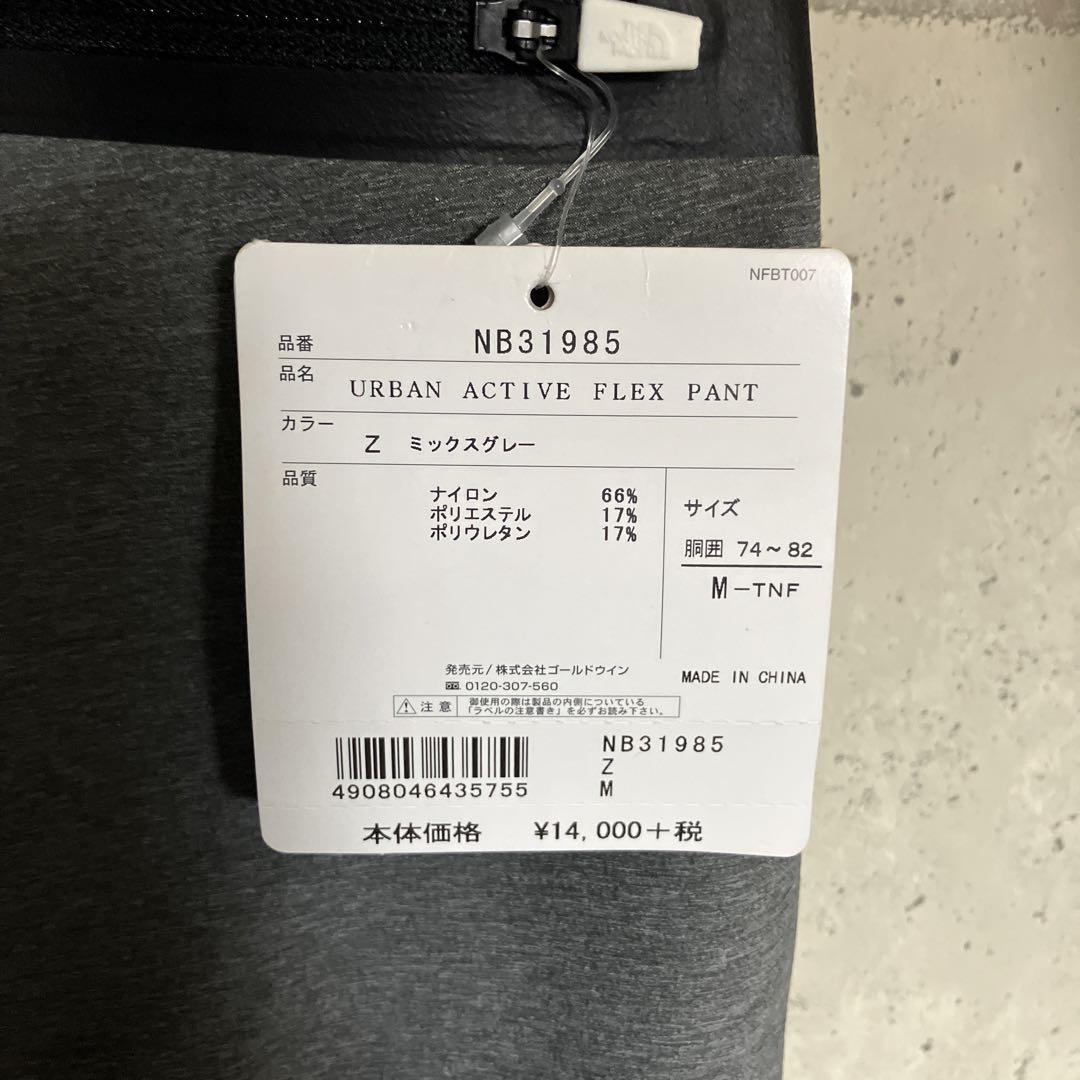 NFBT007
品番 NB31985
品名 URBAN ACTIVE FLEX PANT
カラー Z ミックスグレー
品質
ナイロン 66%
ポリエステル 17%
ポリウレタン 17%
サイズ
胴囲 74~82
M-TNF
発売元/株式会社ゴールドウイン
0120-307-560
MADE IN CHINA
注意 御使用の際は製品の内側についている
「ラベルの注意書き」を必ずお読み下さい。
4908046435755
NB31985
Z
M
本体価格 ¥14,000+税